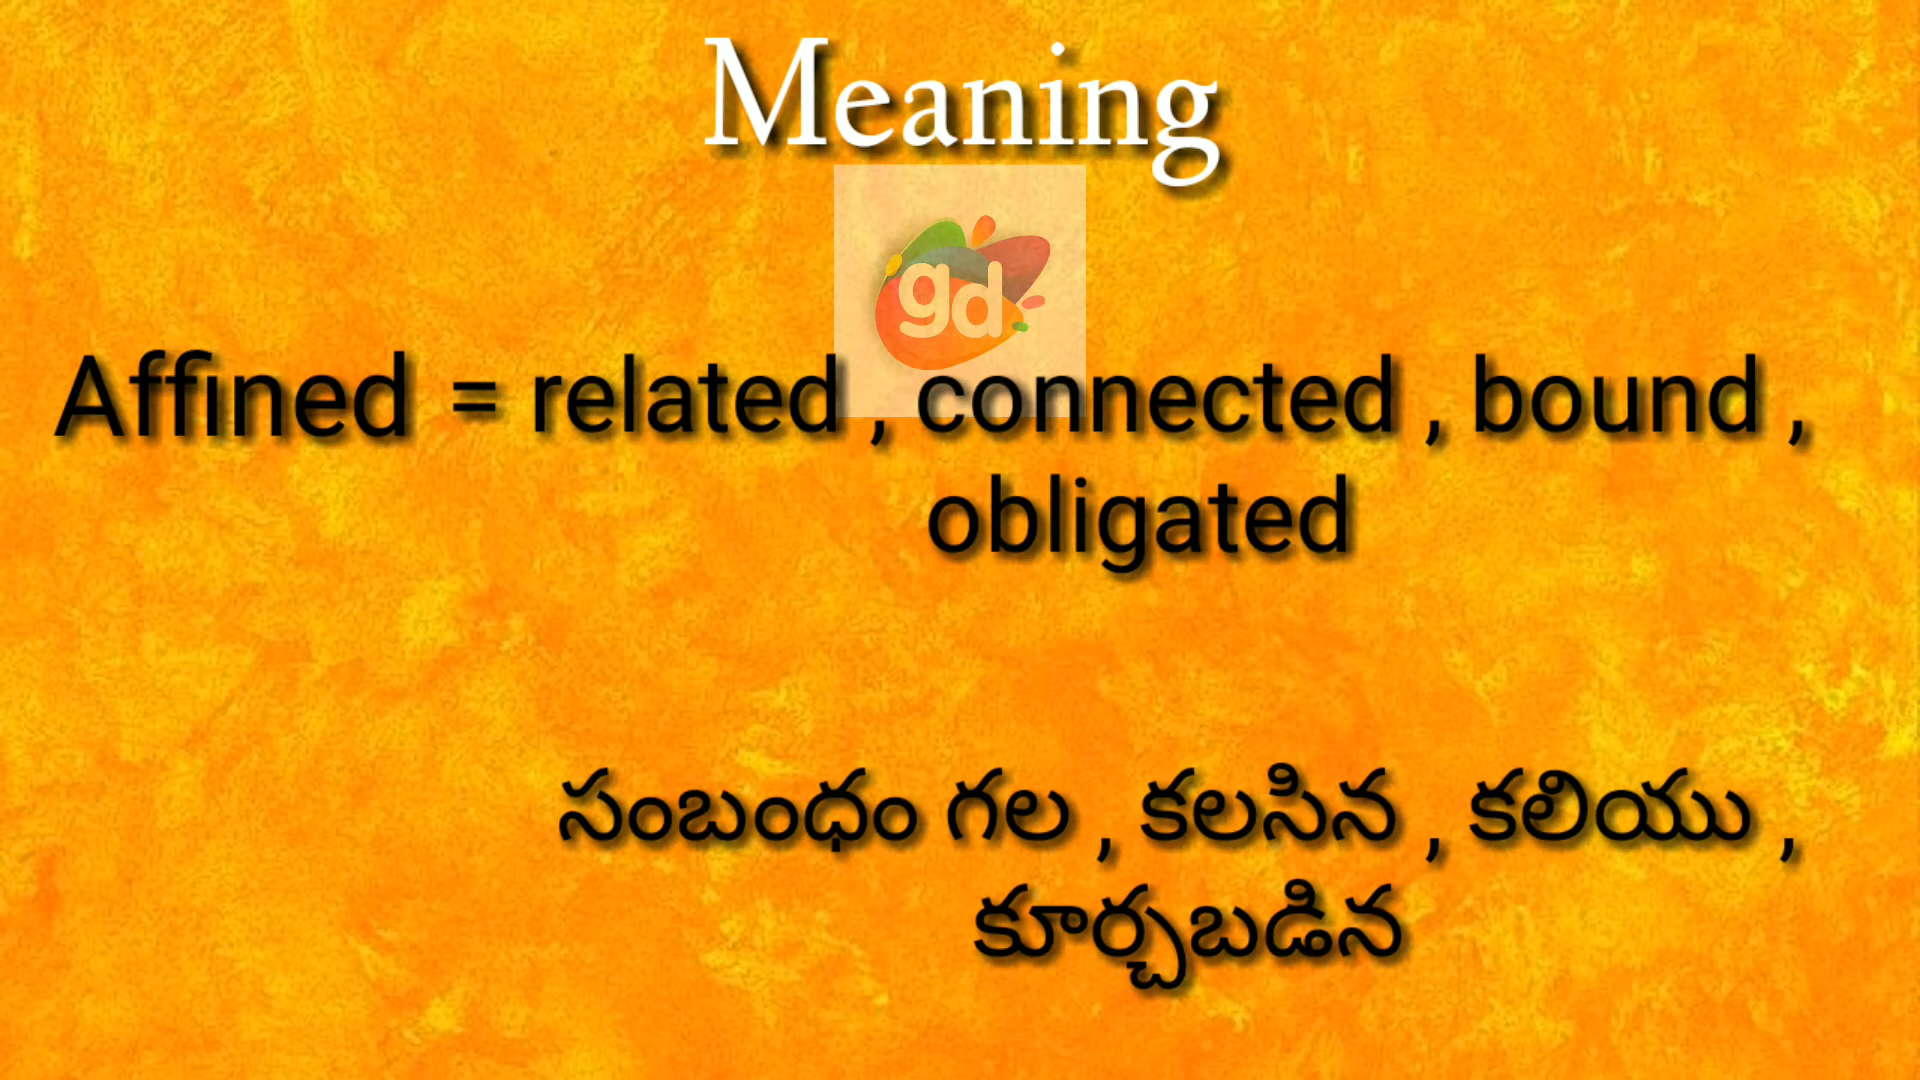 Meaning
gd
Affined = related , connected , bound ,
obligated
సంబంధం గల , కలసిన , కలియు ,
కూర్చబడిన